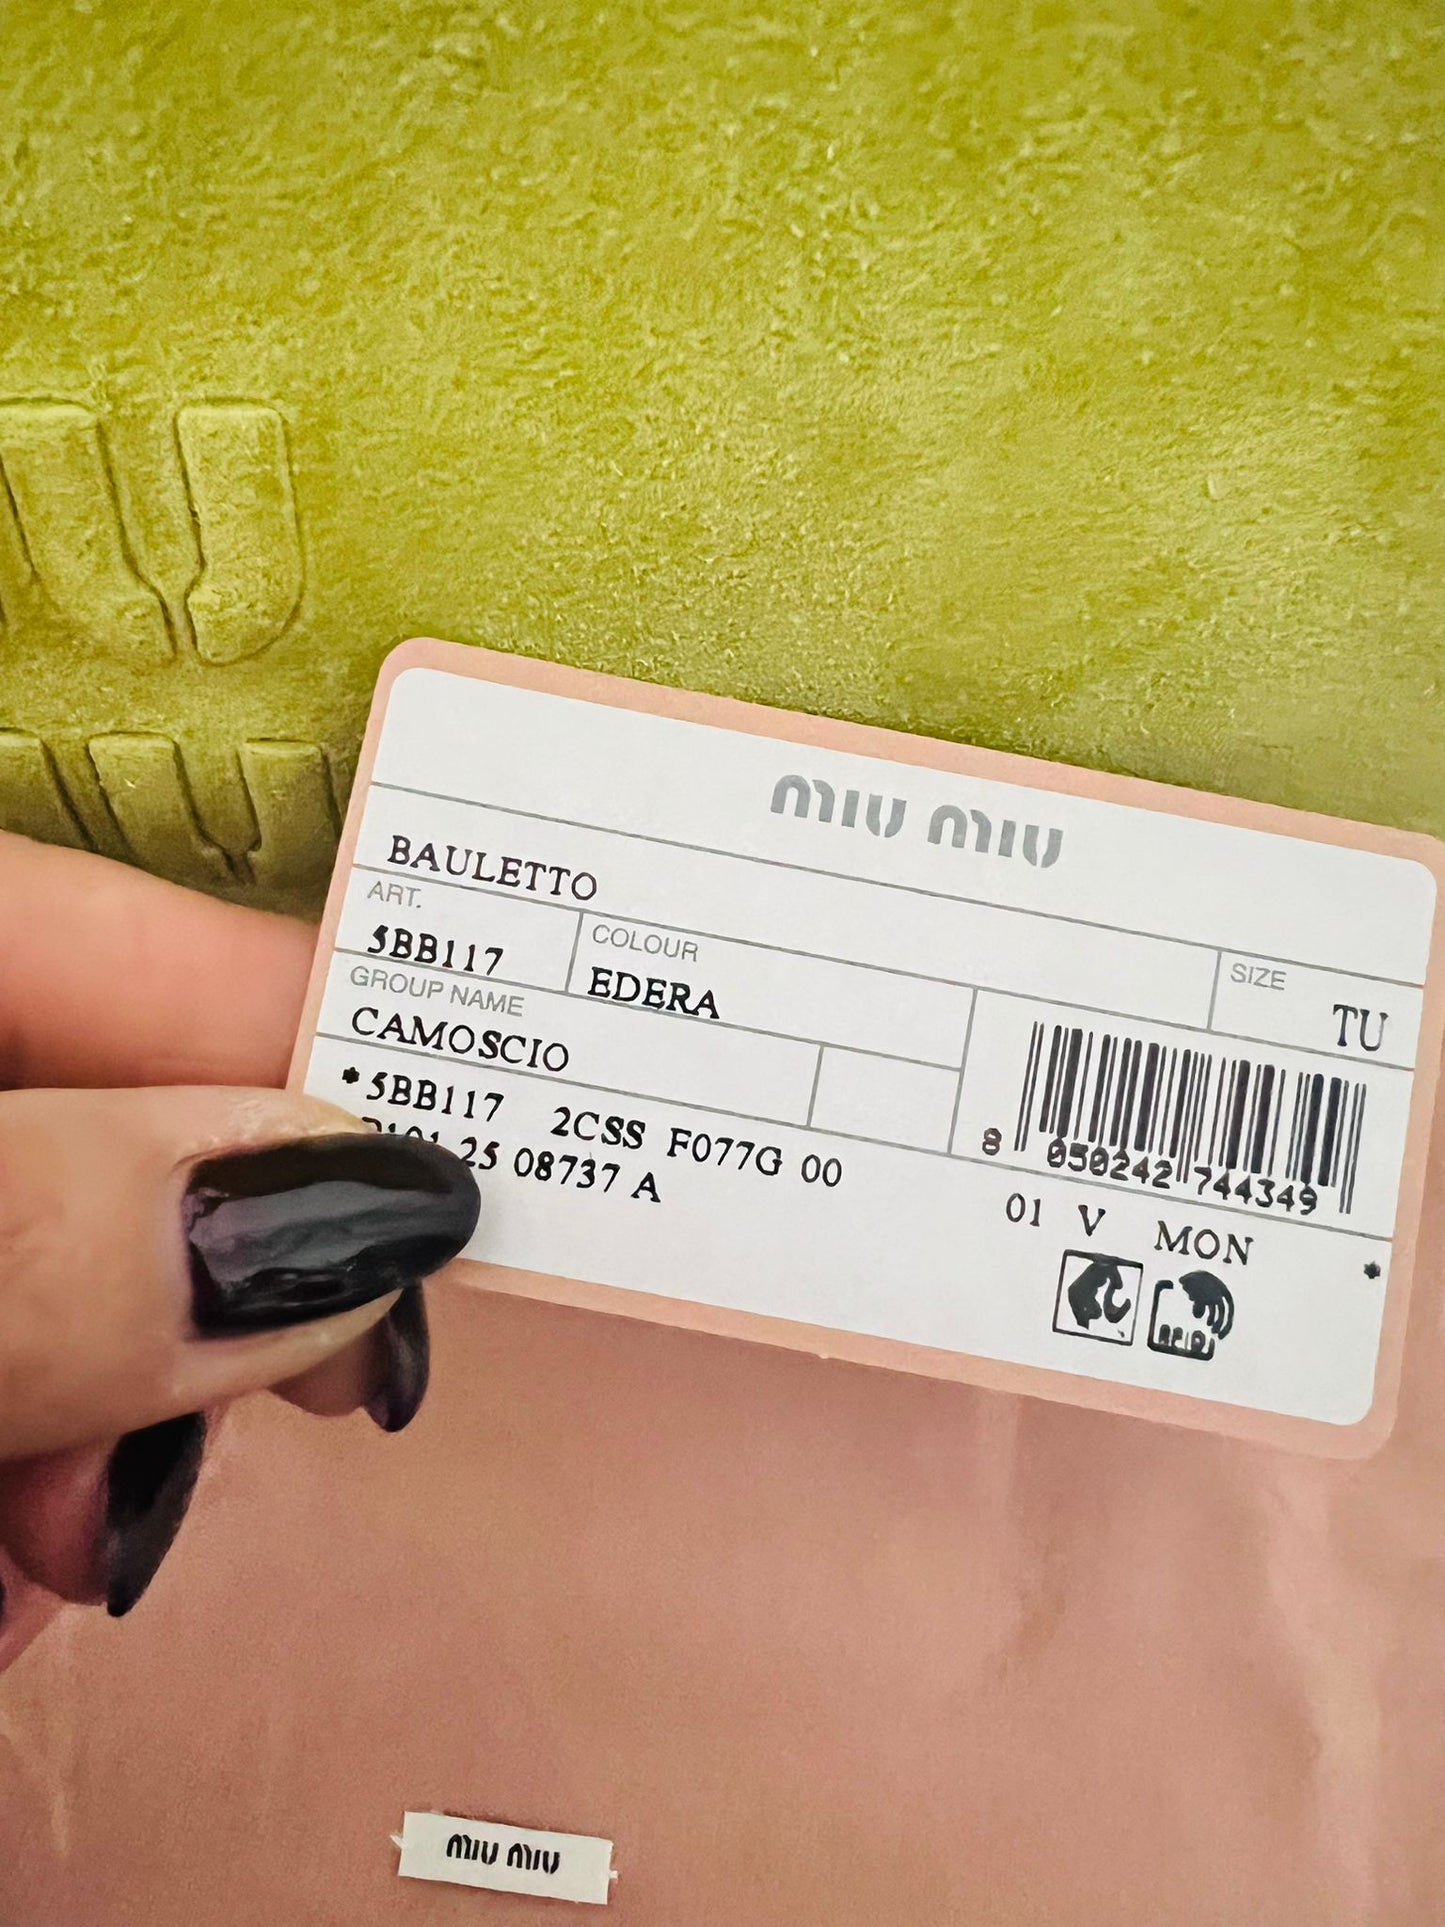 MIU MIU
BAULETTO
ART.
5BB117
COLOUR
EDERA
SIZE
TU
GROUP NAME
CAMOSCIO
*5BB117 2CSS F077G 00
25 08737 A
8 050242 744349
01 V MON
*
RFID
MIU MIU